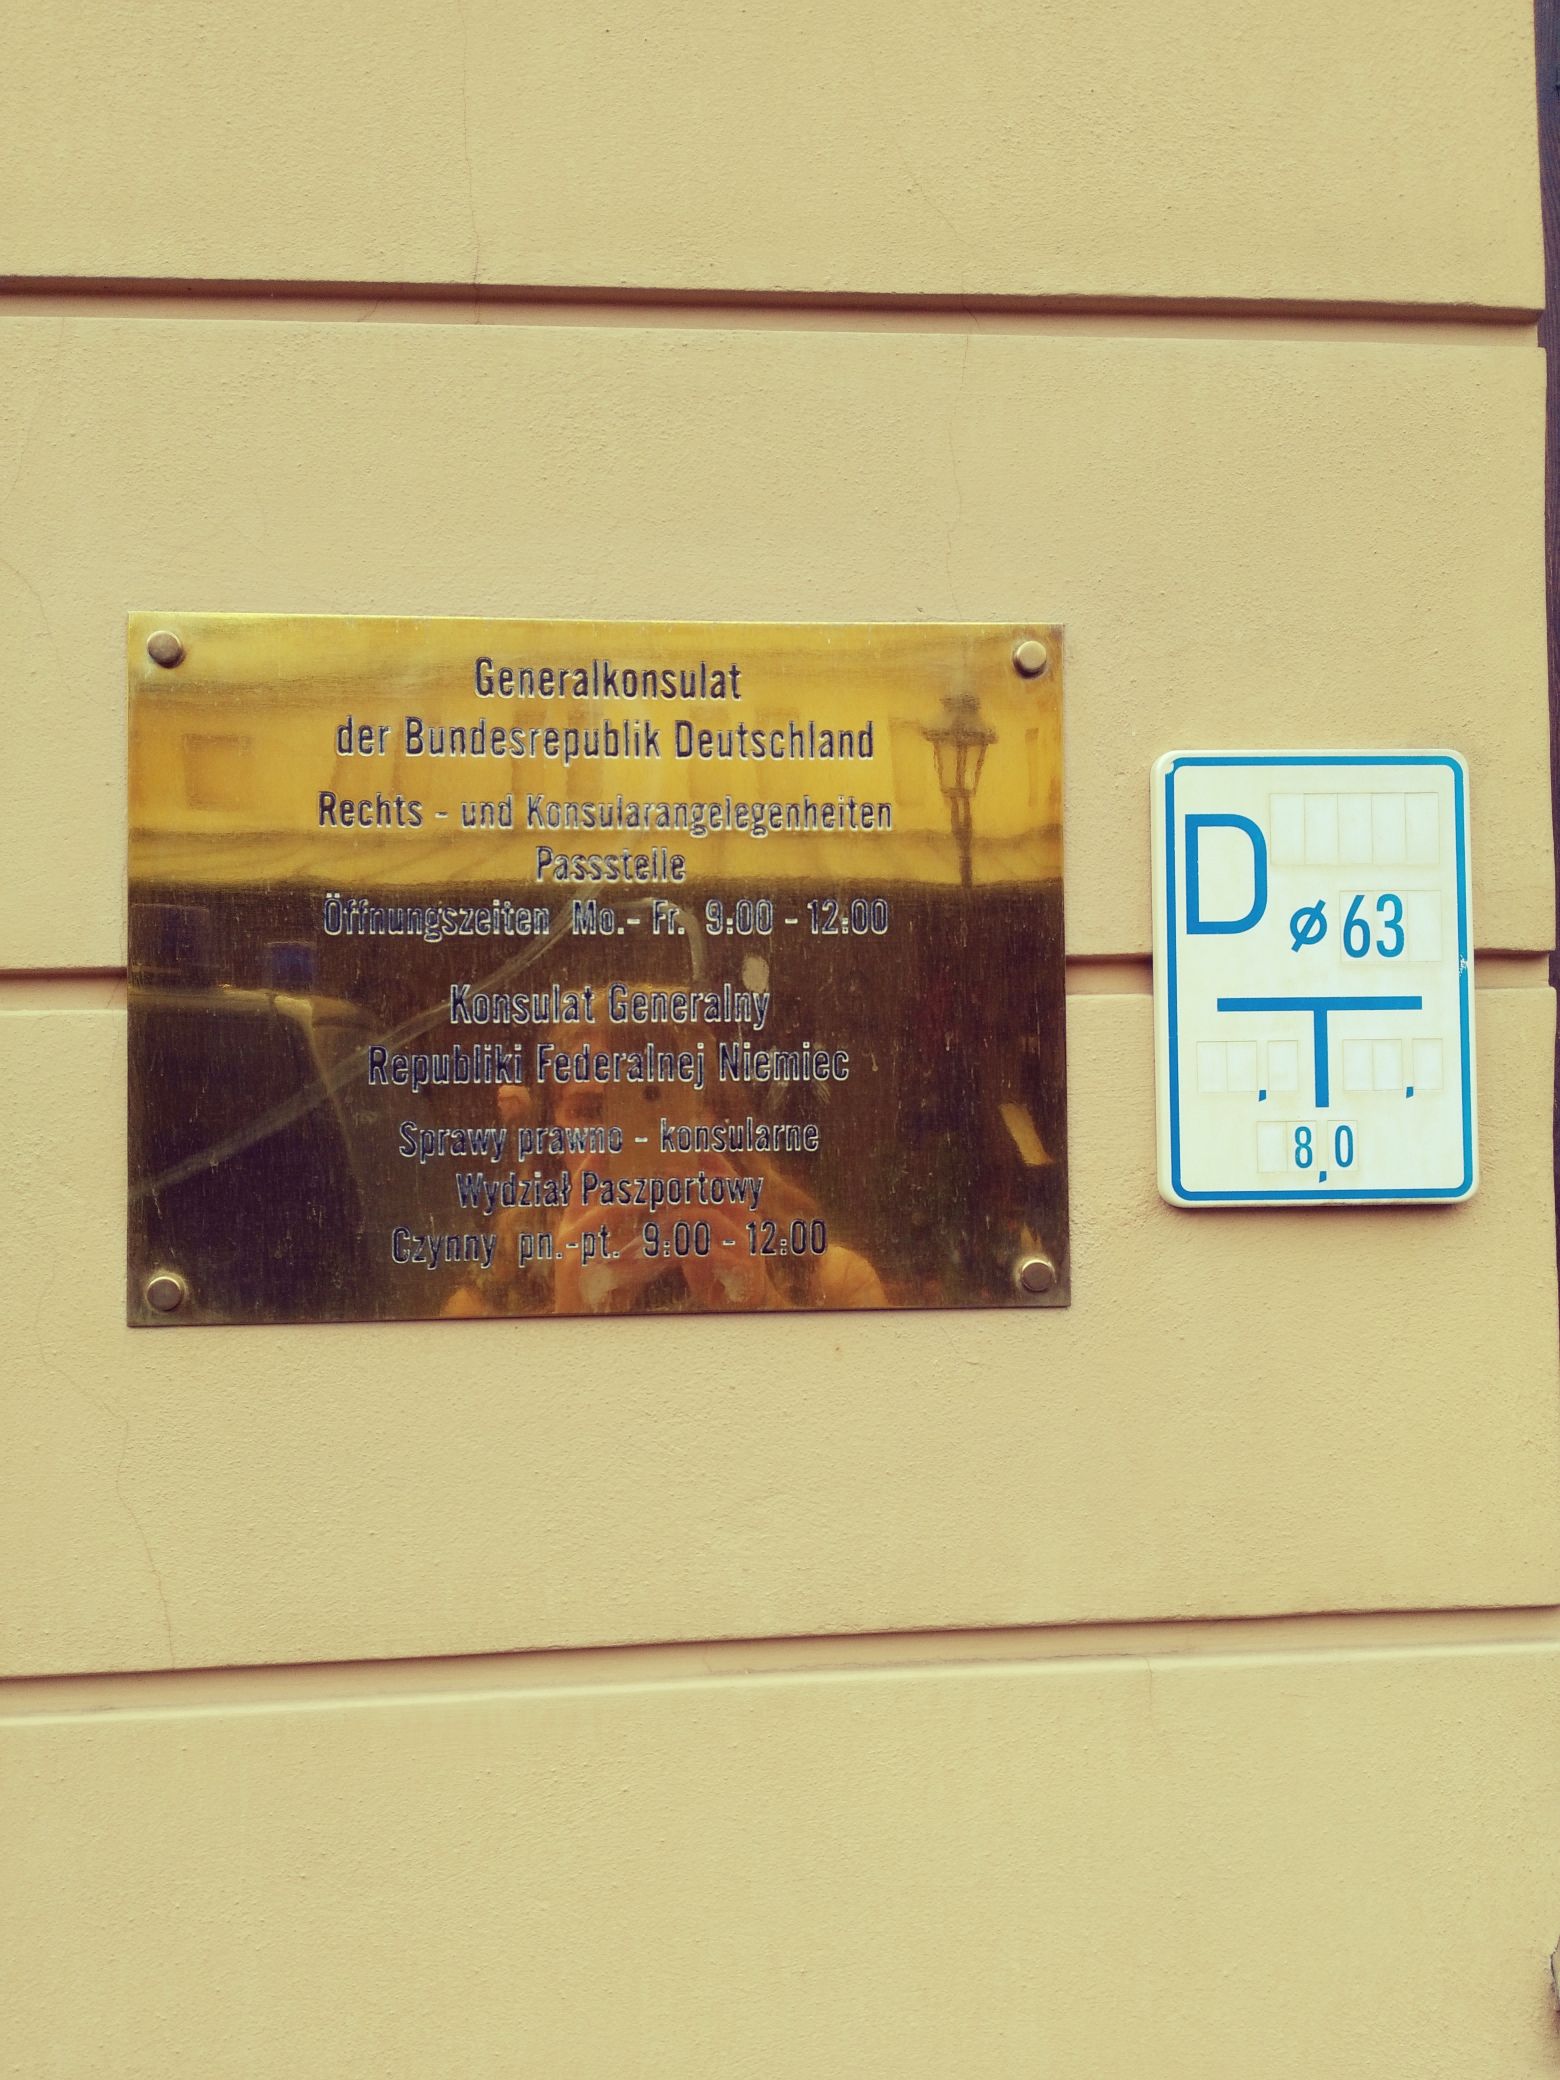 Generalkonsulat
der Bundesrepublik Deutschland
Rechts - und Konsularangelegenheiten
Passstelle
Öffnungszeiten Mo.- Fr. 9:00 - 12:00
Konsulat Generalny
Republiki Federalnej Niemiec
Sprawy prawno - konsularne
Wydział Paszportowy
Czynny pn.-pt. 9:00 - 12:00
D
ø 63
, ,
8,0